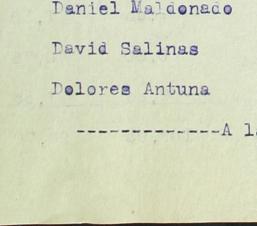 Daniel Maldonado
David Salinas
Dolores Antuna
-------------A l